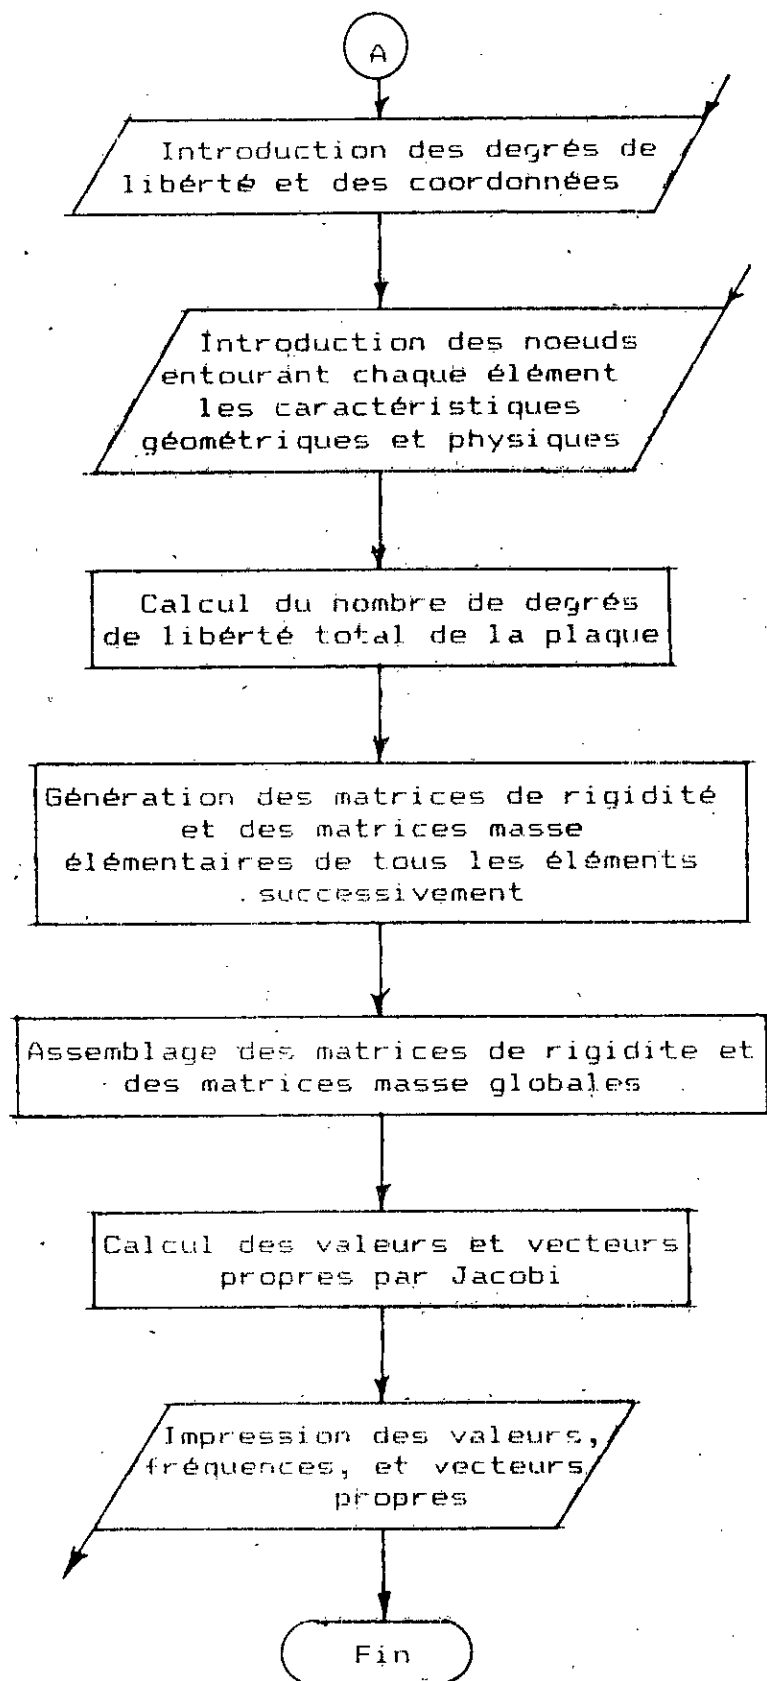 A
Introduction des degrés de
libérté et des coordonnées
Introduction des noeuds
entourant chaque élément
les caractéristiques
géométriques et physiques
Calcul du nombre de degrés
de libérté total de la plaque
Génération des matrices de rigidité
et des matrices masse
élémentaires de tous les éléments
successivement
Assemblage des matrices de rigidite et
des matrices masse globales
Calcul des valeurs et vecteurs
propres par Jacobi
Impression des valeurs,
fréquences, et vecteurs
propres
Fin